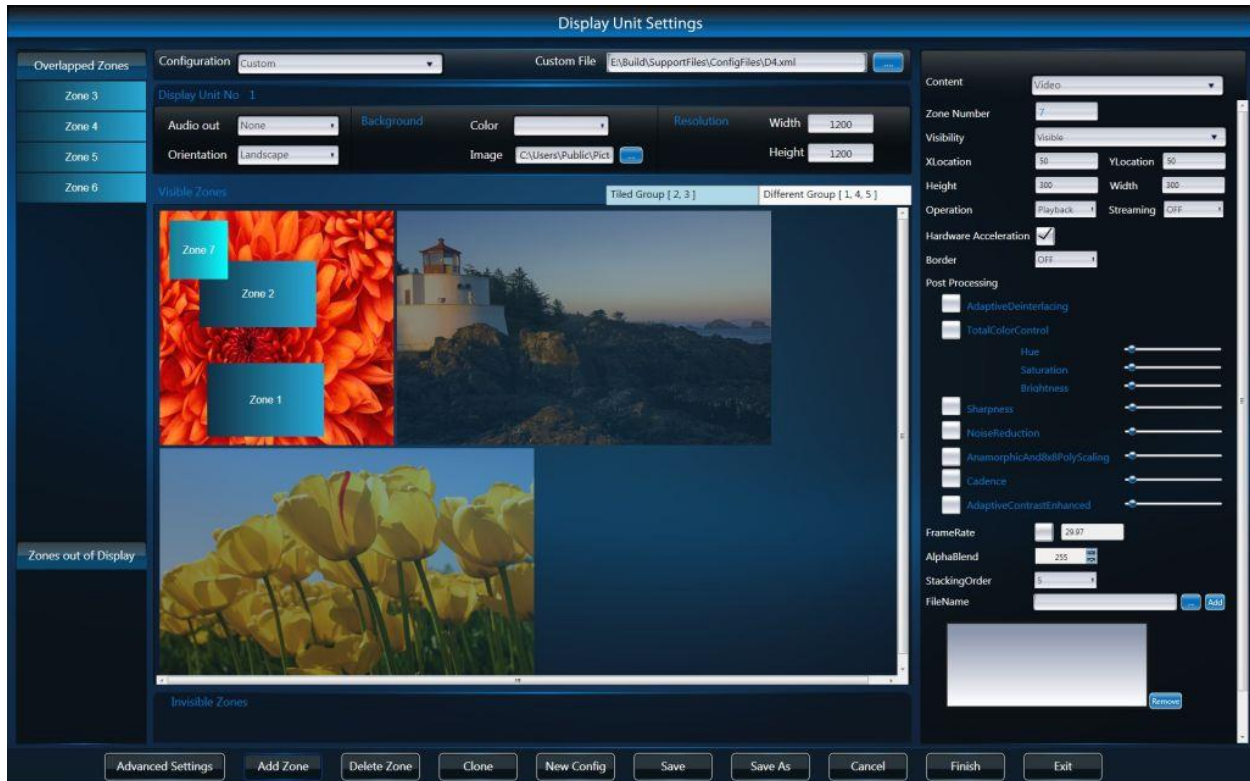 Display Unit Settings
Overlapped Zones
Zone 3
Zone 4
Zone 5
Zone 6
Zones out of Display
Configuration Custom Custom File E:\Build\SupportFiles\ConfigFiles\D4.xml ....
Display Unit No 1
Audio out None Background Color Resolution Width 1200
Orientation Landscape Image C:\Users\Public\Pict ... Height 1200
Visible Zones Tiled Group [ 2, 3 ] Different Group [ 1, 4, 5 ]
Zone 7
Zone 2
Zone 1
Invisible Zones
Content Video
Zone Number 7
Visibility Visible
XLocation 50 YLocation 50
Height 300 Width 300
Operation Playback Streaming OFF
Hardware Acceleration
Border OFF
Post Processing
AdaptiveDeinterlacing
TotalColorControl
Hue
Saturation
Brightness
Sharpness
NoiseReduction
AnamorphicAnd8x8PolyScaling
Cadence
AdaptiveContrastEnhanced
FrameRate 29.97
AlphaBlend 255
StackingOrder 5
FileName ... Add
Remove
Advanced Settings Add Zone Delete Zone Clone New Config Save Save As Cancel Finish Exit